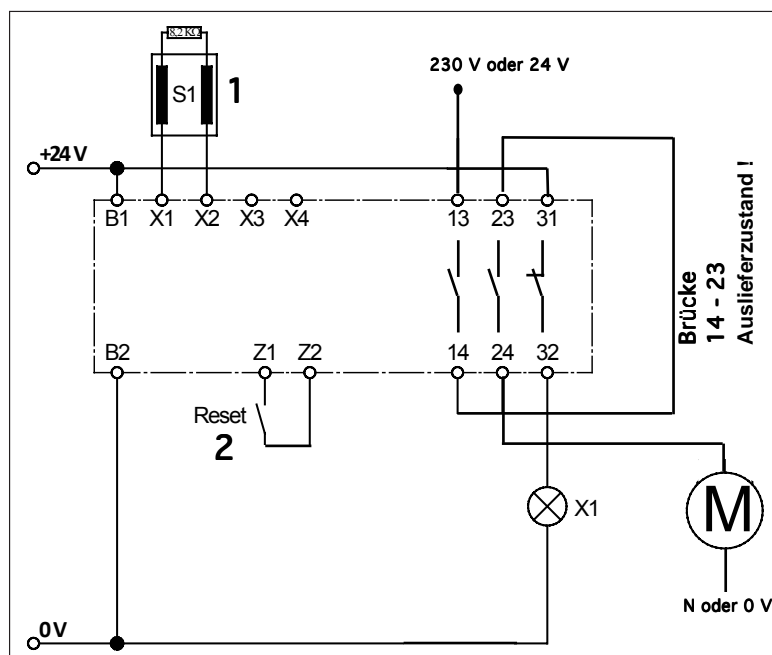 8,2 KΩ
S1
1
230 V oder 24 V
+24 V
B1 X1 X2 X3 X4 13 23 31
B2 Z1 Z2 14 24 32
Reset
2
Brücke
14 - 23
Auslieferzustand !
X1
M
N oder 0 V
0 V